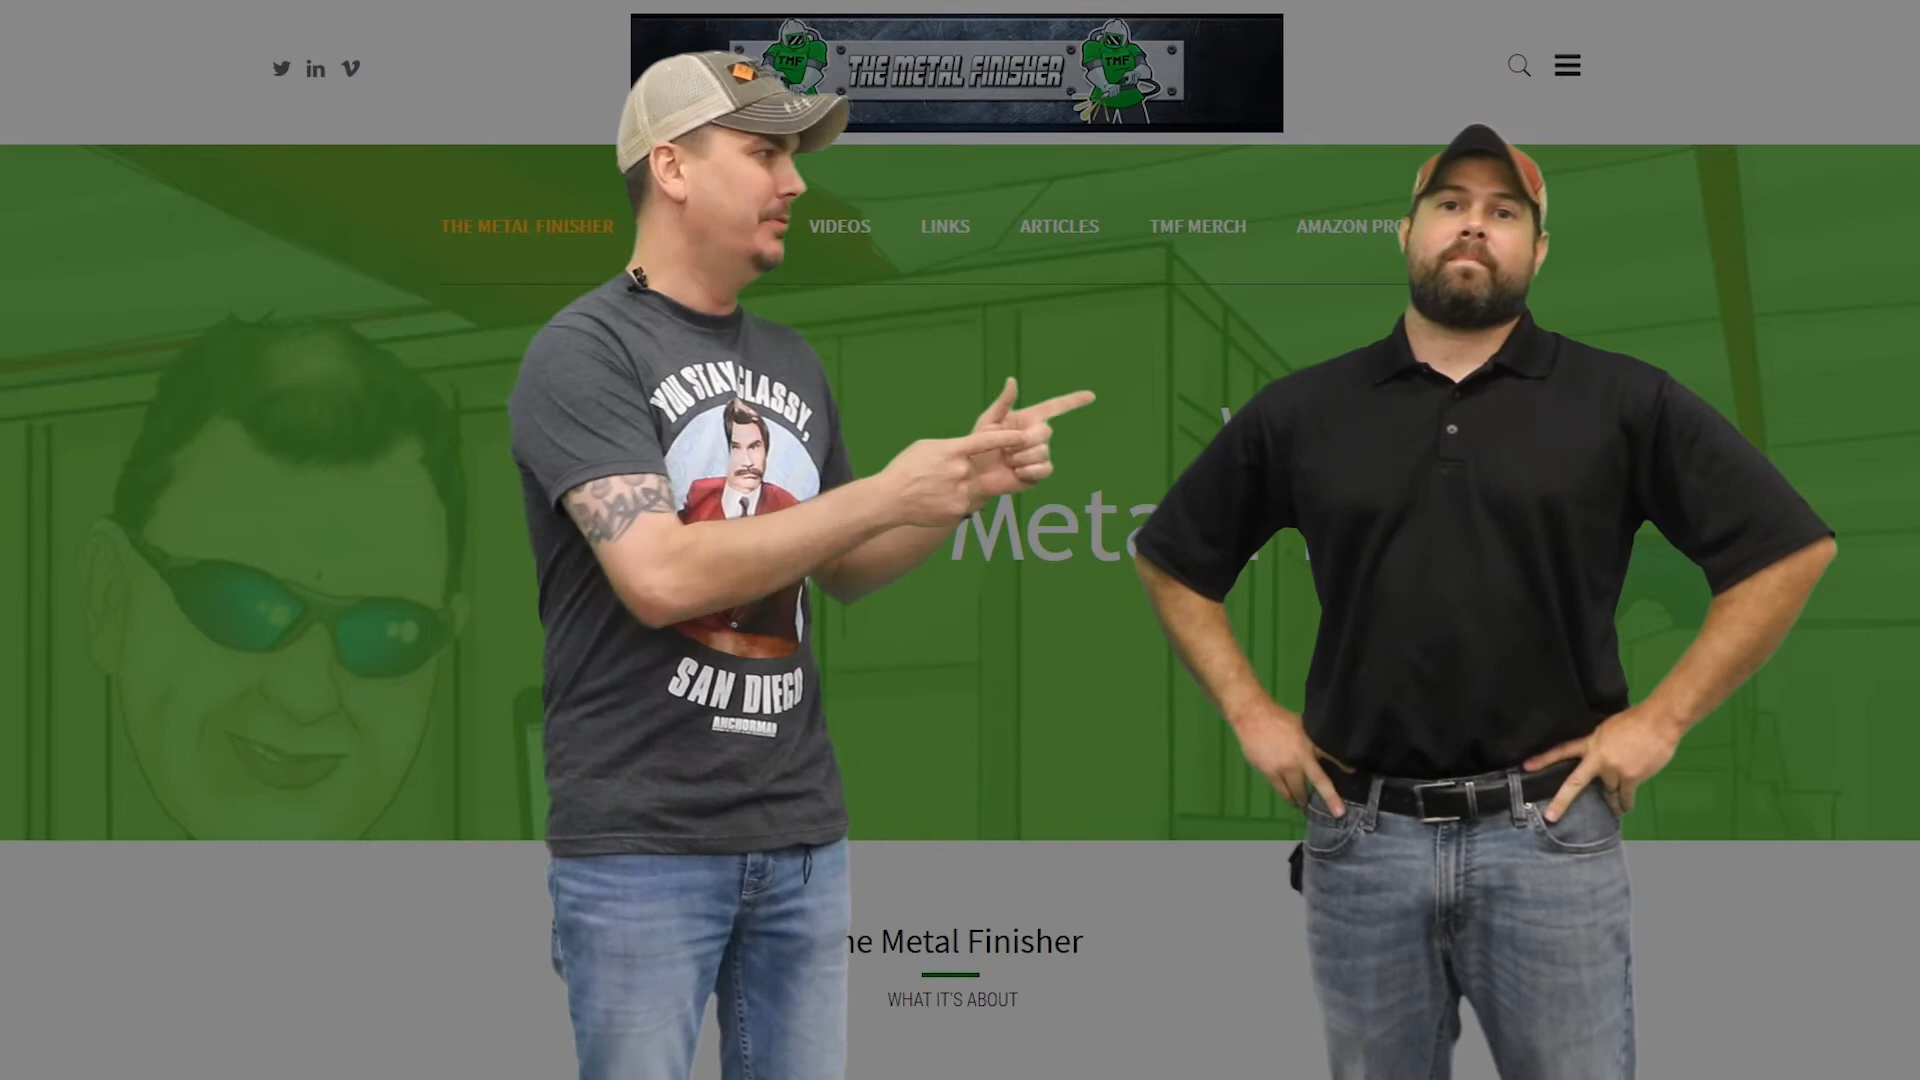 TMF THE METAL FINISHER TMF
THE METAL FINISHER VIDEOS LINKS ARTICLES TMF MERCH AMAZON
YOU STAY CLASSY,
SAN DIEGO
ANCHORMAN
he Metal Finisher
WHAT IT'S ABOUT